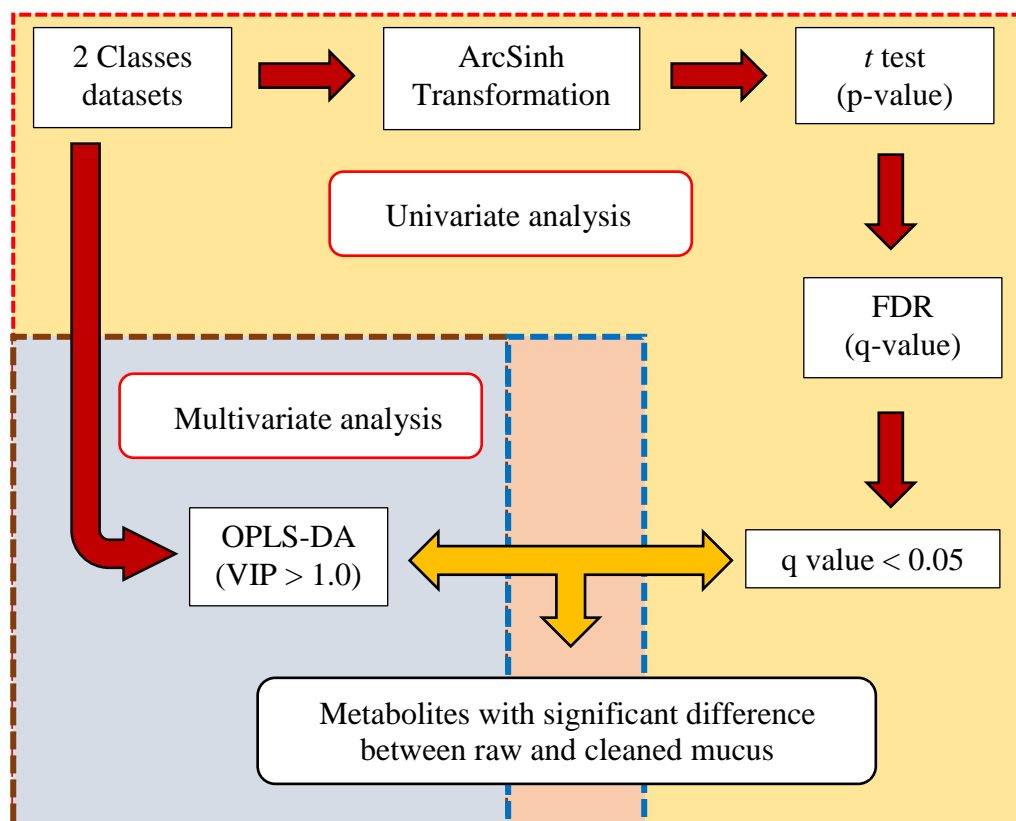 2 Classes
datasets
ArcSinh
Transformation
t test
(p-value)
Univariate analysis
FDR
(q-value)
Multivariate analysis
OPLS-DA
(VIP > 1.0)
q value < 0.05
Metabolites with significant difference
between raw and cleaned mucus